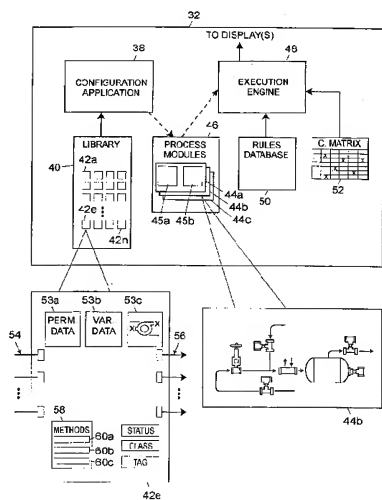 32
TO DISPLAY(S)
38
48
CONFIGURATION
APPLICATION
EXECUTION
ENGINE
LIBRARY
40
42a
42e
42n
46
PROCESS
MODULES
44a
44b
44c
45a
45b
RULES
DATABASE
50
C. MATRIX
52
53a
53b
53c
PERM
DATA
VAR
DATA
54
56
58
METHODS
60a
60b
60c
STATUS
CLASS
TAG
42e
44b